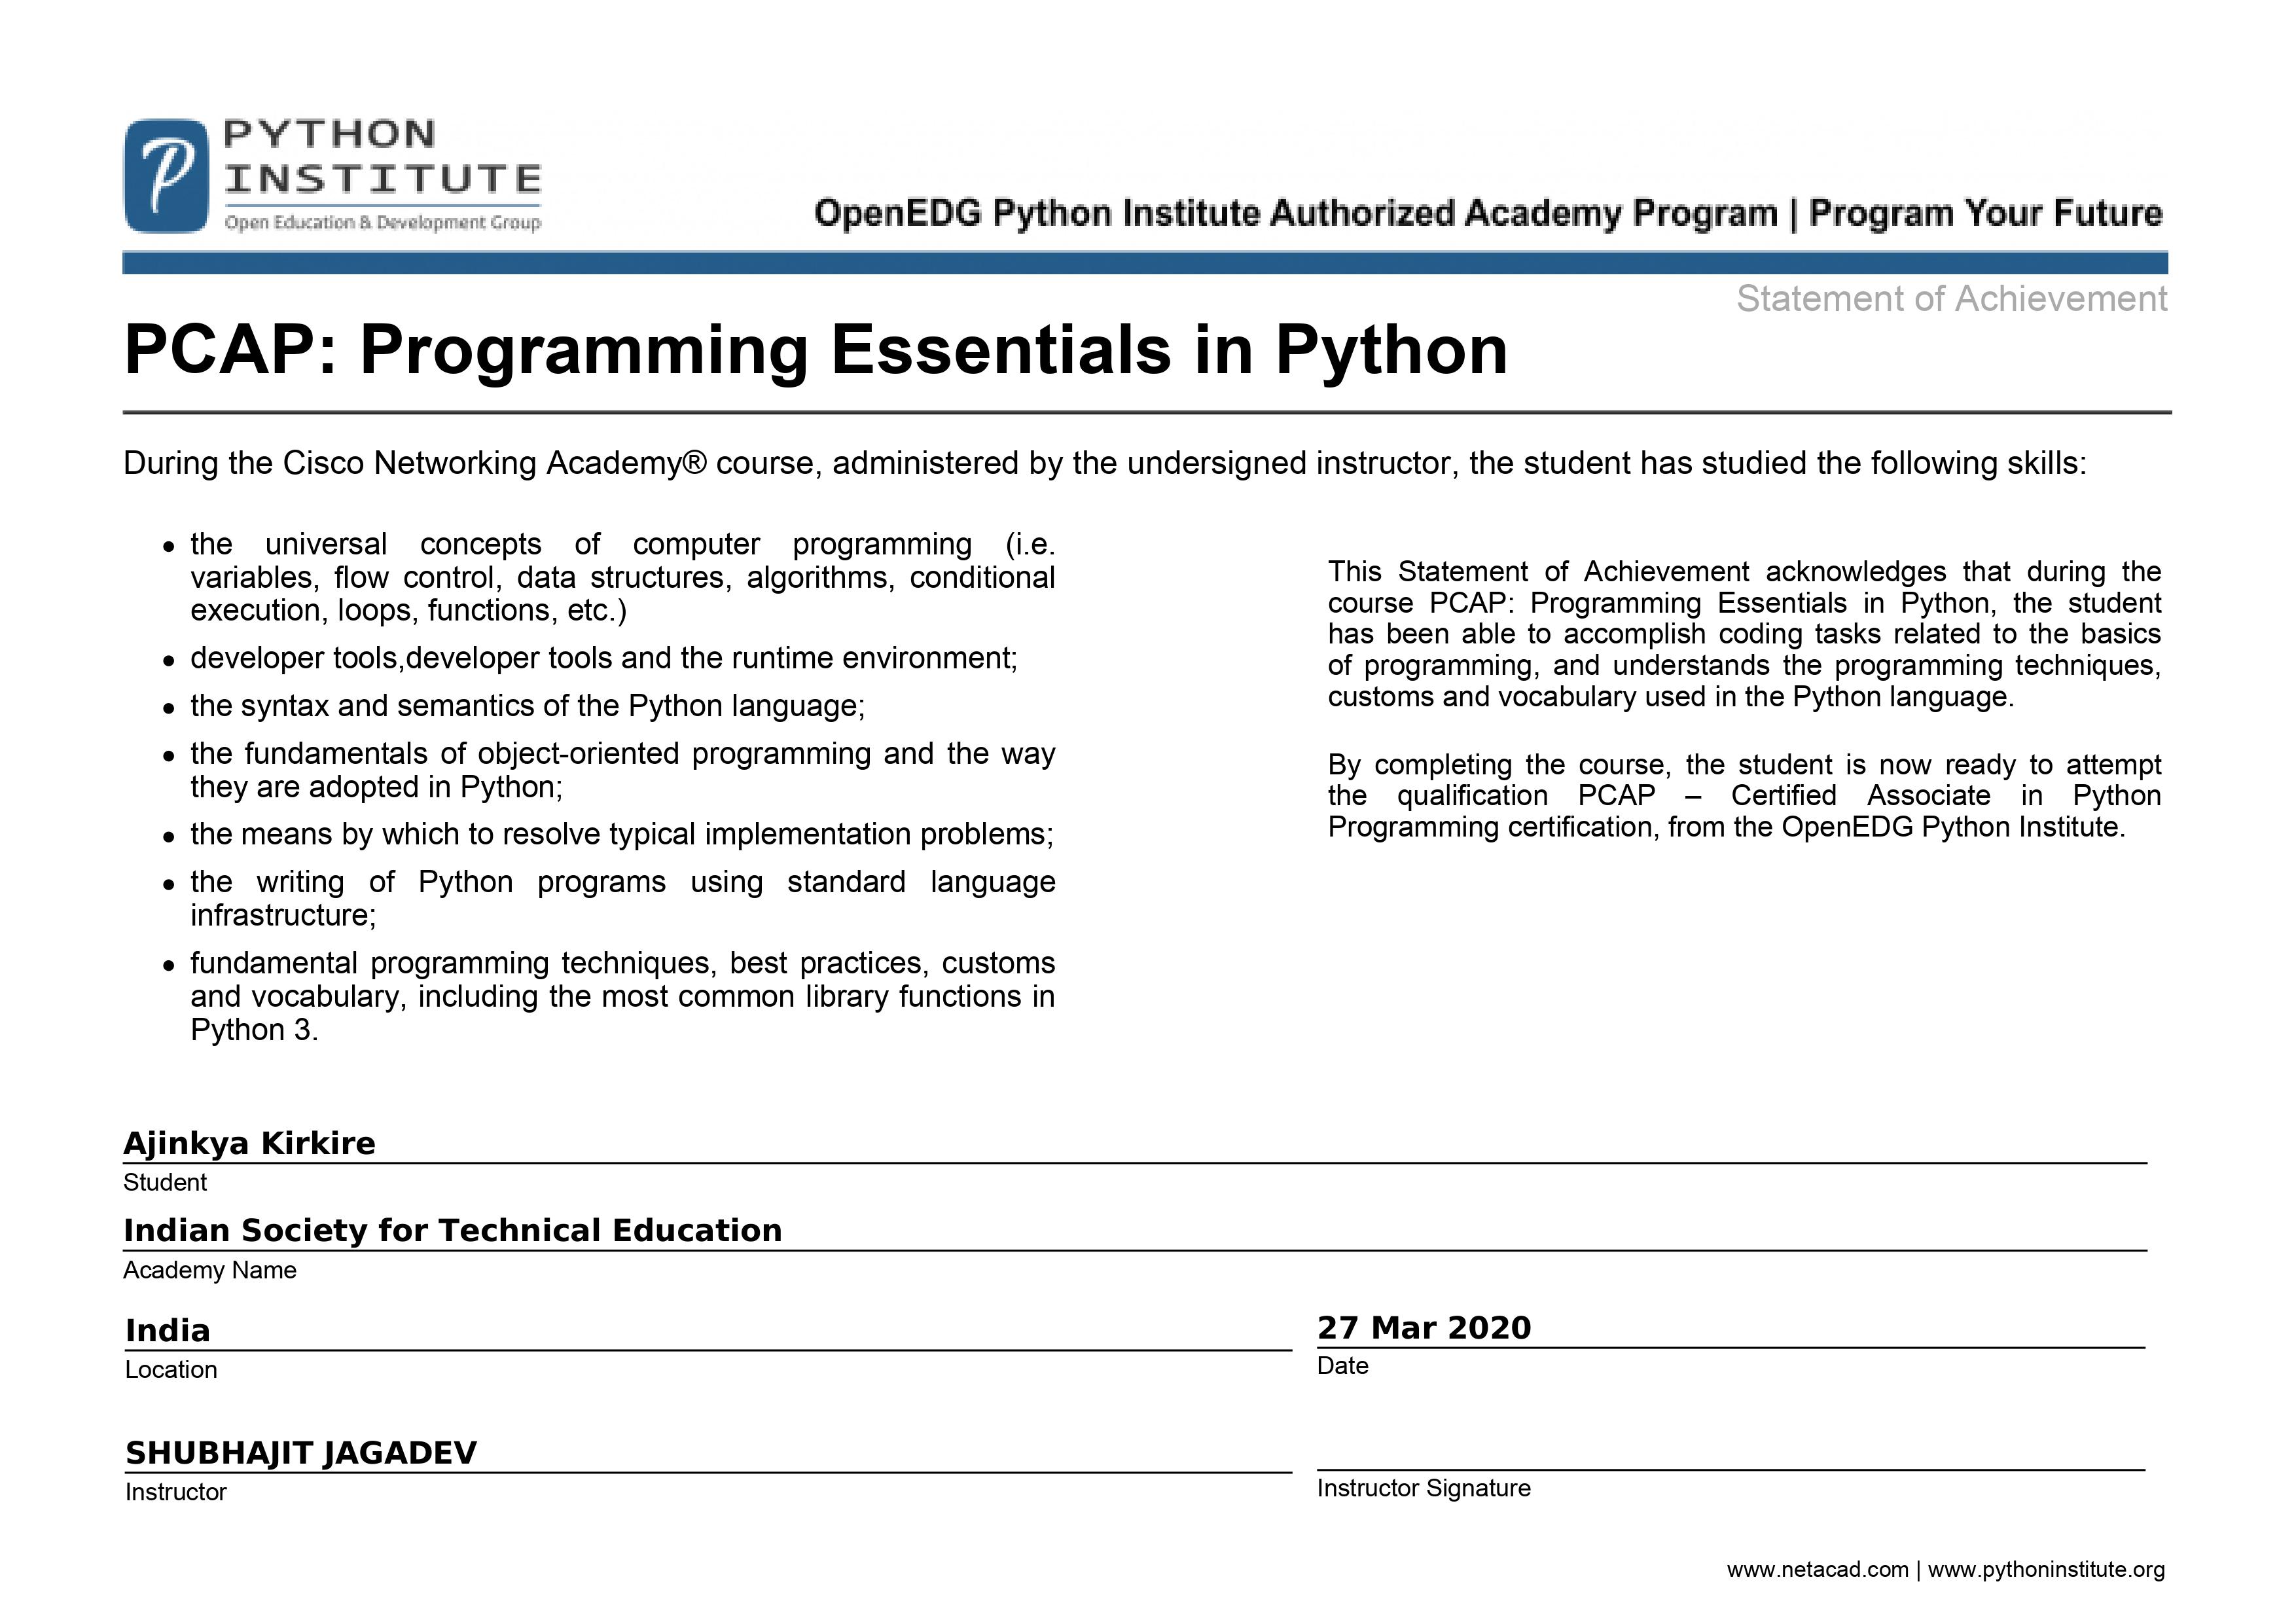 PYTHON
INSTITUTE
Open Education & Development Group
OpenEDG Python Institute Authorized Academy Program | Program Your Future
Statement of Achievement
PCAP: Programming Essentials in Python
During the Cisco Networking Academy® course, administered by the undersigned instructor, the student has studied the following skills:
• the universal concepts of computer programming (i.e.
variables, flow control, data structures, algorithms, conditional
execution, loops, functions, etc.)
• developer tools,developer tools and the runtime environment;
• the syntax and semantics of the Python language;
• the fundamentals of object-oriented programming and the way
they are adopted in Python;
• the means by which to resolve typical implementation problems;
• the writing of Python programs using standard language
infrastructure;
• fundamental programming techniques, best practices, customs
and vocabulary, including the most common library functions in
Python 3.
This Statement of Achievement acknowledges that during the
course PCAP: Programming Essentials in Python, the student
has been able to accomplish coding tasks related to the basics
of programming, and understands the programming techniques,
customs and vocabulary used in the Python language.
By completing the course, the student is now ready to attempt
the qualification PCAP – Certified Associate in Python
Programming certification, from the OpenEDG Python Institute.
Ajinkya Kirkire
Student
Indian Society for Technical Education
Academy Name
India
Location
27 Mar 2020
Date
SHUBHAJIT JAGADEV
Instructor
Instructor Signature
www.netacad.com | www.pythoninstitute.org